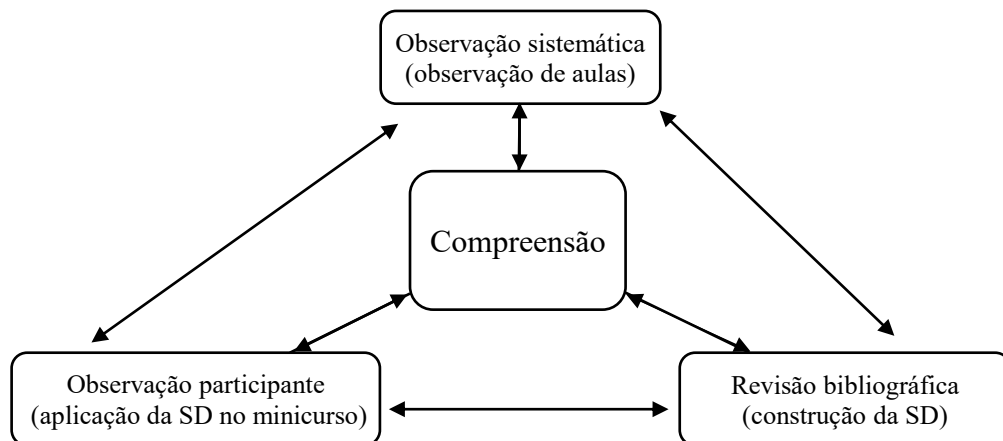 Observação sistemática
(observação de aulas)
Compreensão
Observação participante
(aplicação da SD no minicurso)
Revisão bibliográfica
(construção da SD)